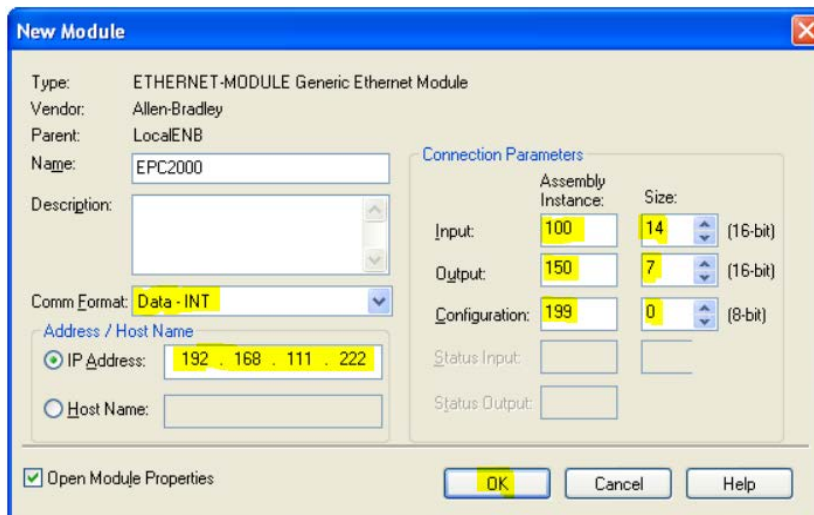 New Module
Type: ETHERNET-MODULE Generic Ethernet Module
Vendor: Allen-Bradley
Parent: LocalENB
Name: EPC2000
Description:
Comm Format: Data - INT
Address / Host Name
IP Address: 192 . 168 . 111 . 222
Host Name:
Connection Parameters
Assembly
Instance: Size:
Input: 100 14 (16-bit)
Output: 150 7 (16-bit)
Configuration: 199 0 (8-bit)
Status Input:
Status Output:
Open Module Properties
OK Cancel Help